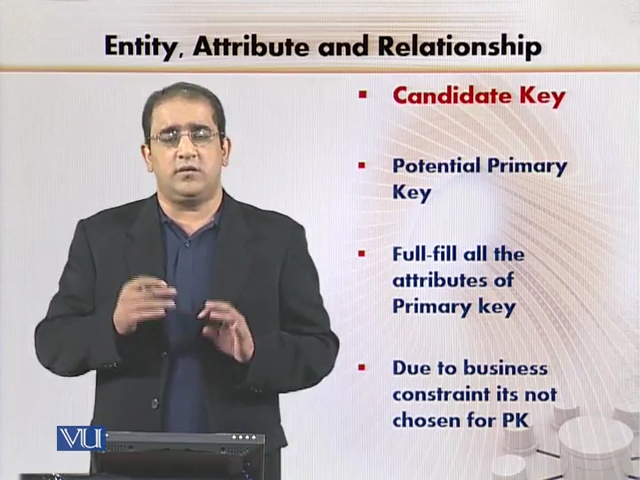 Entity, Attribute and Relationship
▪ Candidate Key
▪ Potential Primary
Key
▪ Full-fill all the
attributes of
Primary key
▪ Due to business
constraint its not
chosen for PK
VU